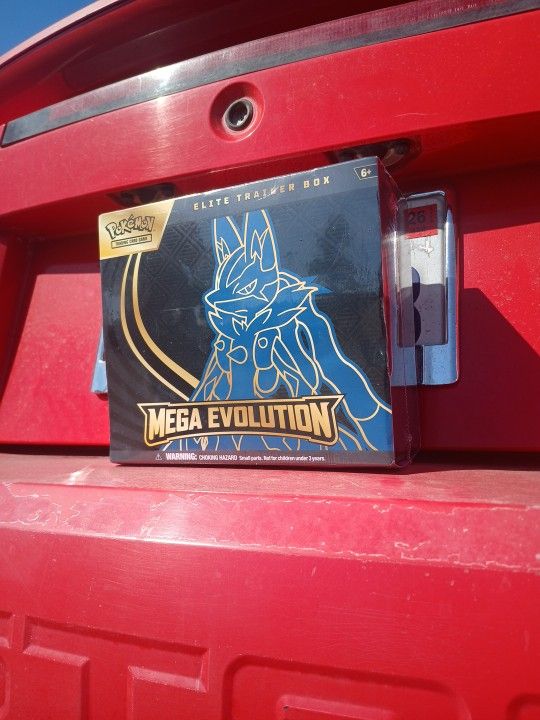 ELITE TRAINER BOX
6+
POKéMON
TRADING CARD GAME
26
3
MEGA EVOLUTION
WARNING: CHOKING HAZARD Small parts. Not for children under 3 years.